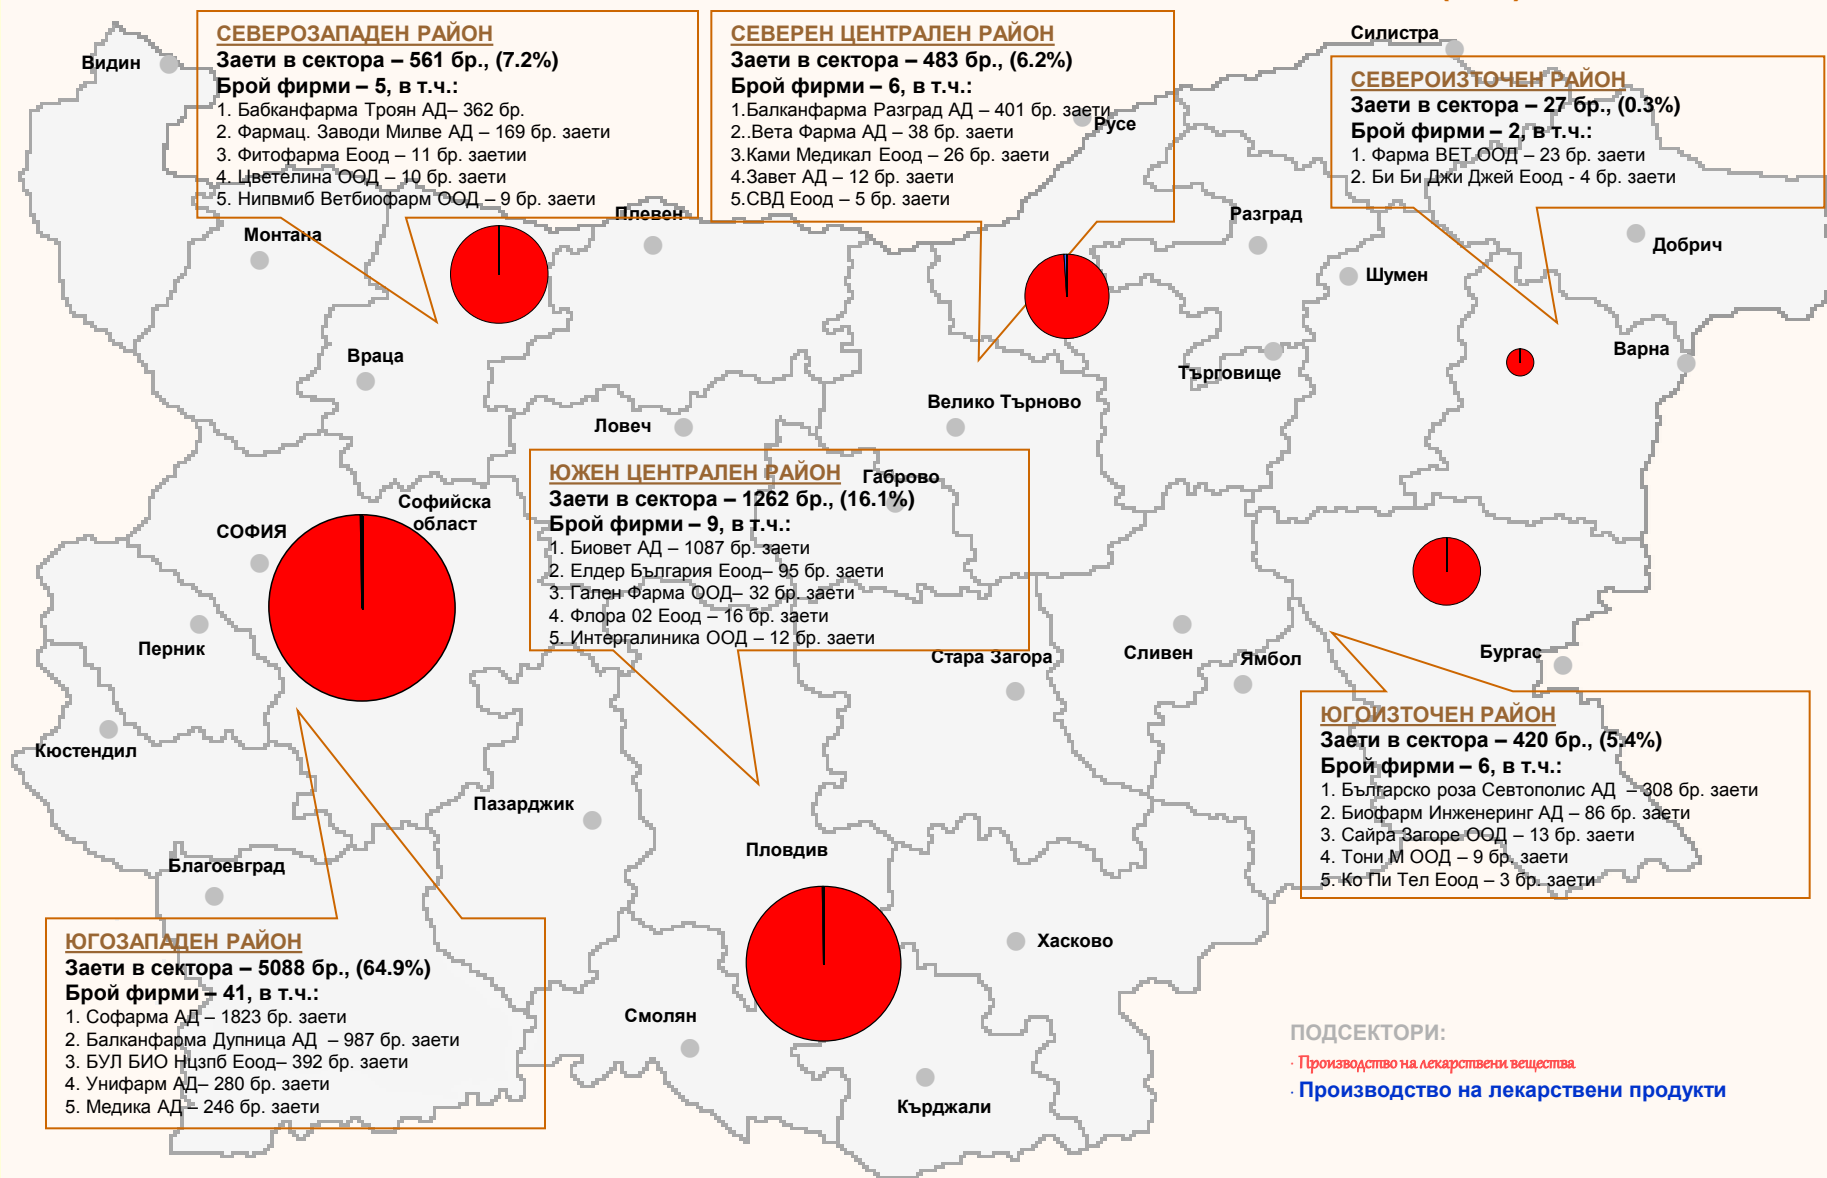 СЕВЕРОЗАПАДЕН РАЙОН
Заети в сектора – 561 бр., (7.2%)
Брой фирми – 5, в т.ч.:
1. Бабканфарма Троян АД– 362 бр.
2. Фармац. Заводи Милве АД – 169 бр. заети
3. Фитофарма Еоод – 11 бр. заетии
4. Цветелина ООД – 10 бр. заети
5. Нипвмиб Ветбиофарм ООД – 9 бр. заети
СЕВЕРЕН ЦЕНТРАЛЕН РАЙОН
Заети в сектора – 483 бр., (6.2%)
Брой фирми – 6, в т.ч.:
1.Балканфарма Разград АД – 401 бр. заети
2..Вета Фарма АД – 38 бр. заети
3.Ками Медикал Еоод – 26 бр. заети
4.Завет АД – 12 бр. заети
5.СВД Еоод – 5 бр. заети
СЕВЕРОИЗТОЧЕН РАЙОН
Заети в сектора – 27 бр., (0.3%)
Брой фирми – 2, в т.ч.:
1. Фарма ВЕТ ООД – 23 бр. заети
2. Би Би Джи Джей Еоод - 4 бр. заети
Видин
Силистра
Русе
Монтана
Плевен
Разград
Добрич
Шумен
Враца
Търговище
Варна
Ловеч
Велико Търново
Габрово
ЮЖЕН ЦЕНТРАЛЕН РАЙОН
Заети в сектора – 1262 бр., (16.1%)
Брой фирми – 9, в т.ч.:
1. Биовет АД – 1087 бр. заети
2. Елдер България Еоод– 95 бр. заети
3. Гален Фарма ООД– 32 бр. заети
4. Флора 02 Еоод – 16 бр. заети
5. Интергалиника ООД – 12 бр. заети
Софийска
област
СОФИЯ
Перник
Стара Загора
Сливен
Ямбол
Бургас
Кюстендил
Пазарджик
Пловдив
Благоевград
Хасково
Смолян
Кърджали
ЮГОИЗТОЧЕН РАЙОН
Заети в сектора – 420 бр., (5.4%)
Брой фирми – 6, в т.ч.:
1. Българско роза Севтополис АД – 308 бр. заети
2. Биофарм Инженеринг АД – 86 бр. заети
3. Сайра Загоре ООД – 13 бр. заети
4. Тони М ООД – 9 бр. заети
5. Ко Пи Тел Еоод – 3 бр. заети
ЮГОЗАПАДЕН РАЙОН
Заети в сектора – 5088 бр., (64.9%)
Брой фирми – 41, в т.ч.:
1. Софарма АД – 1823 бр. заети
2. Балканфарма Дупница АД – 987 бр. заети
3. БУЛ БИО Нцзпб Еоод– 392 бр. заети
4. Унифарм АД– 280 бр. заети
5. Медика АД – 246 бр. заети
ПОДСЕКТОРИ:
· Производство на лекарствени вещества
· Производство на лекарствени продукти